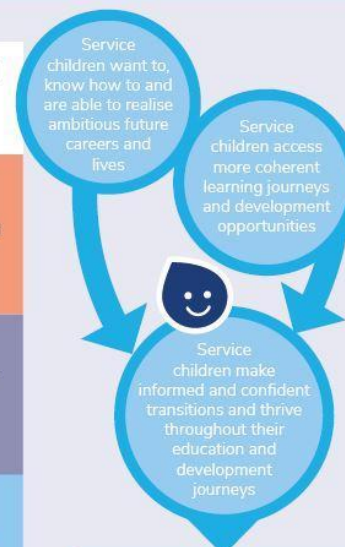 Service
children want to,
know how to and
are able to realise
ambitious future
careers and
lives
Service
children access
more coherent
learning journeys
and development
opportunities
Service
children make
informed and confident
transitions and thrive
throughout their
education and
development
journeys